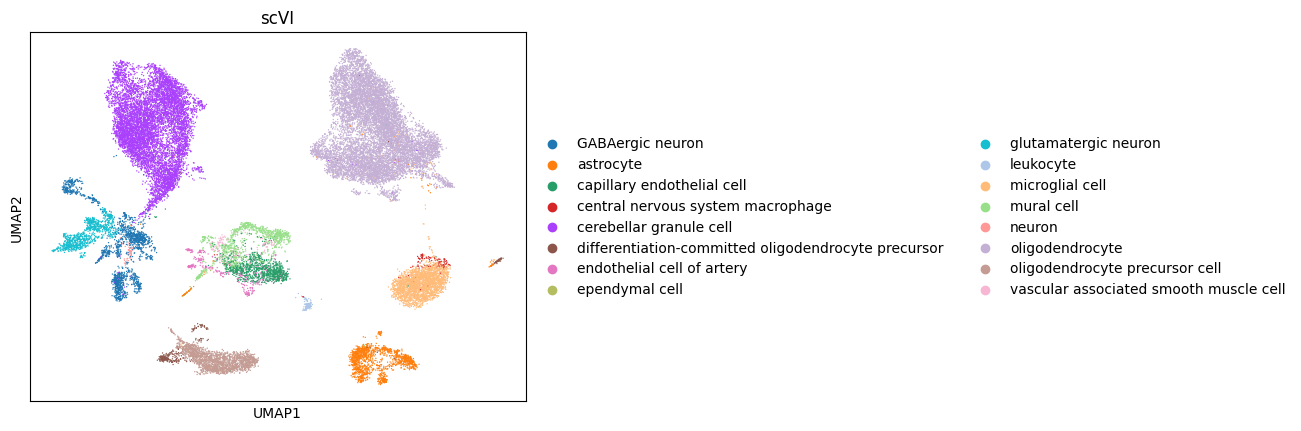 scVI
UMAP2
UMAP1
GABAergic neuron
astrocyte
capillary endothelial cell
central nervous system macrophage
cerebellar granule cell
differentiation-committed oligodendrocyte precursor
endothelial cell of artery
ependymal cell
glutamatergic neuron
leukocyte
microglial cell
mural cell
neuron
oligodendrocyte
oligodendrocyte precursor cell
vascular associated smooth muscle cell